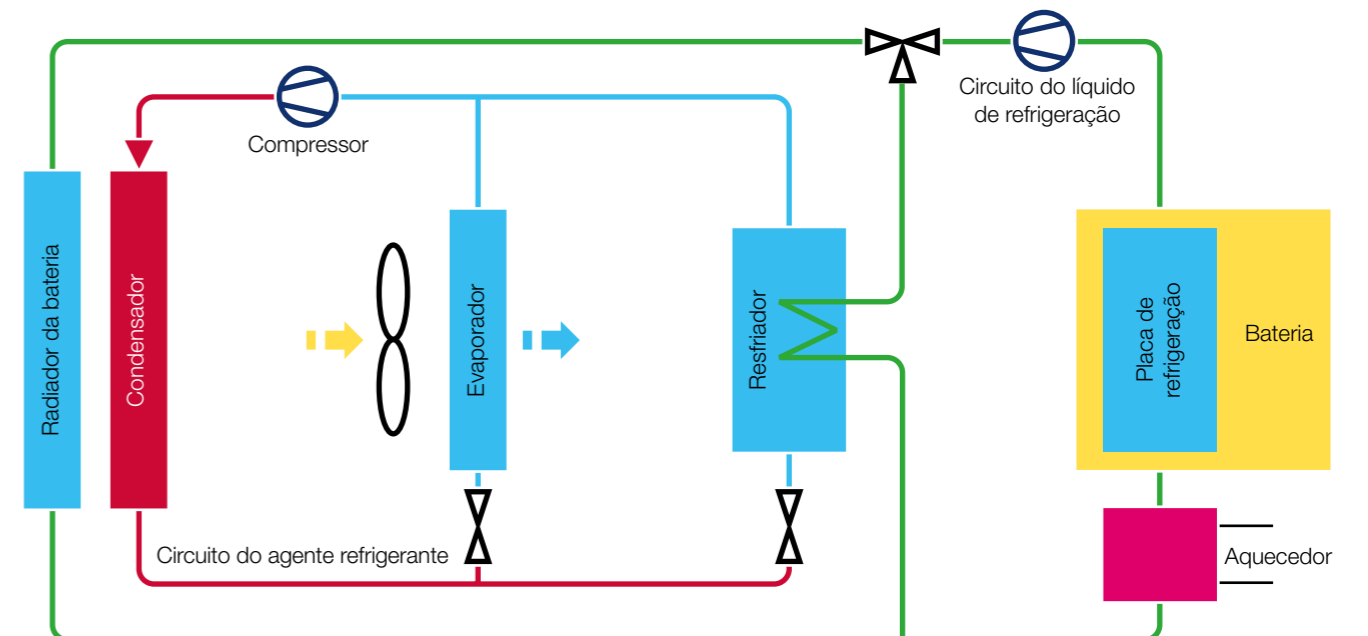 Circuito do líquido
de refrigeração
Compressor
Radiador da bateria
Condensador
Evaporador
Resfriador
Placa de
refrigeração
Bateria
Circuito do agente refrigerante
Aquecedor